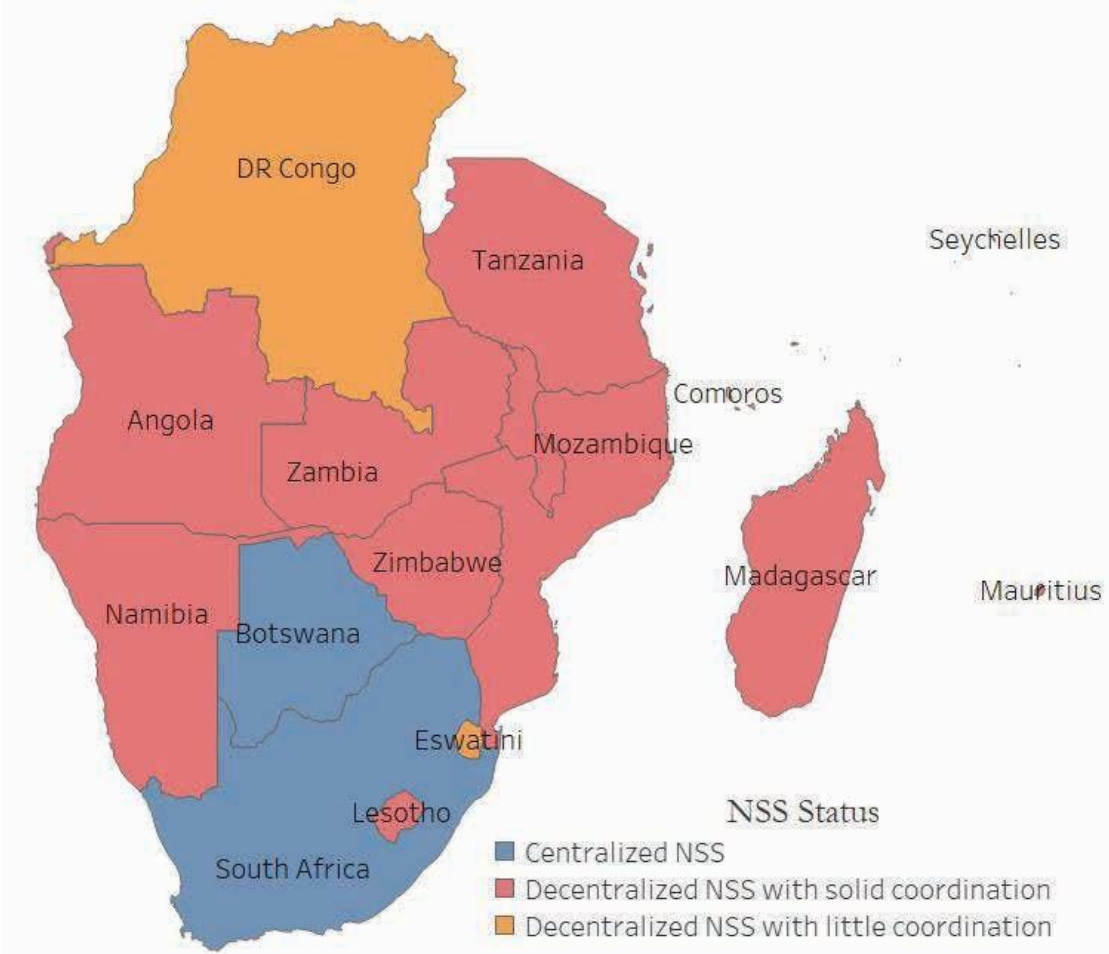 DR Congo
Seychelles
Tanzania
Comoros
Angola
Mozambique
Zambia
Zimbabwe
Madagascar
Mauritius
Namibia
Botswana
Eswatini
Lesotho
NSS Status
Centralized NSS
South Africa
Decentralized NSS with solid coordination
Decentralized NSS with little coordination